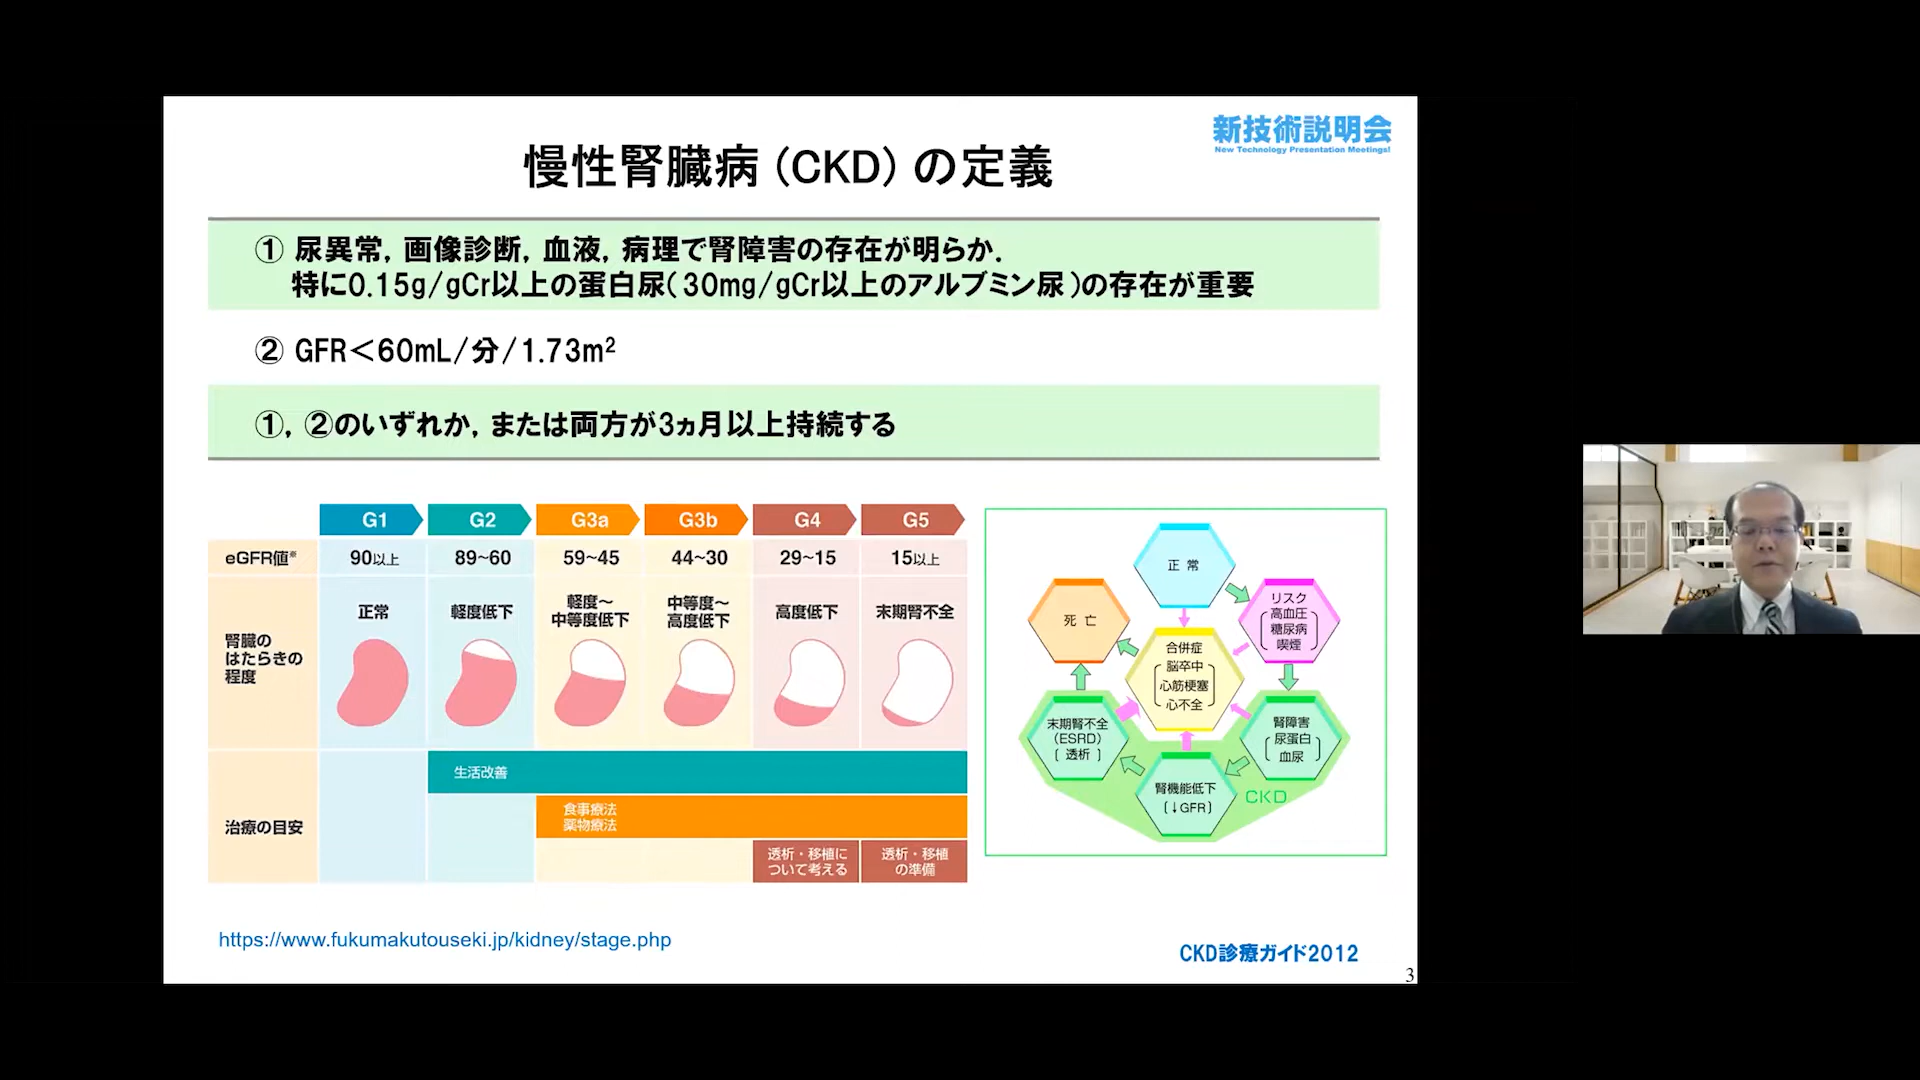 新技術説明会
New Technology Presentation Meetings!
慢性腎臓病（CKD）の定義
① 尿異常，画像診断，血液，病理で腎障害の存在が明らか．
特に0.15g/gCr以上の蛋白尿（30mg/gCr以上のアルブミン尿）の存在が重要
② GFR＜60mL/分/1.73m²
①，②のいずれか，または両方が3ヵ月以上持続する
G1 G2 G3a G3b G4 G5
eGFR値※ 90以上 89~60 59~45 44~30 29~15 15以上
腎臓の
はたらきの
程度
正常
軽度低下
軽度～
中等度低下
中等度～
高度低下
高度低下
末期腎不全
治療の目安
生活改善
食事療法
薬物療法
透析・移植に
ついて考える
透析・移植
の準備
正常
リスク
高血圧
糖尿病
喫煙
死亡
合併症
脳卒中
心筋梗塞
心不全
末期腎不全
（ESRD）
〔透析〕
腎障害
尿蛋白
血尿
腎機能低下
（↓GFR）
CKD
https://www.fukumakutouseki.jp/kidney/stage.php
CKD診療ガイド2012
3